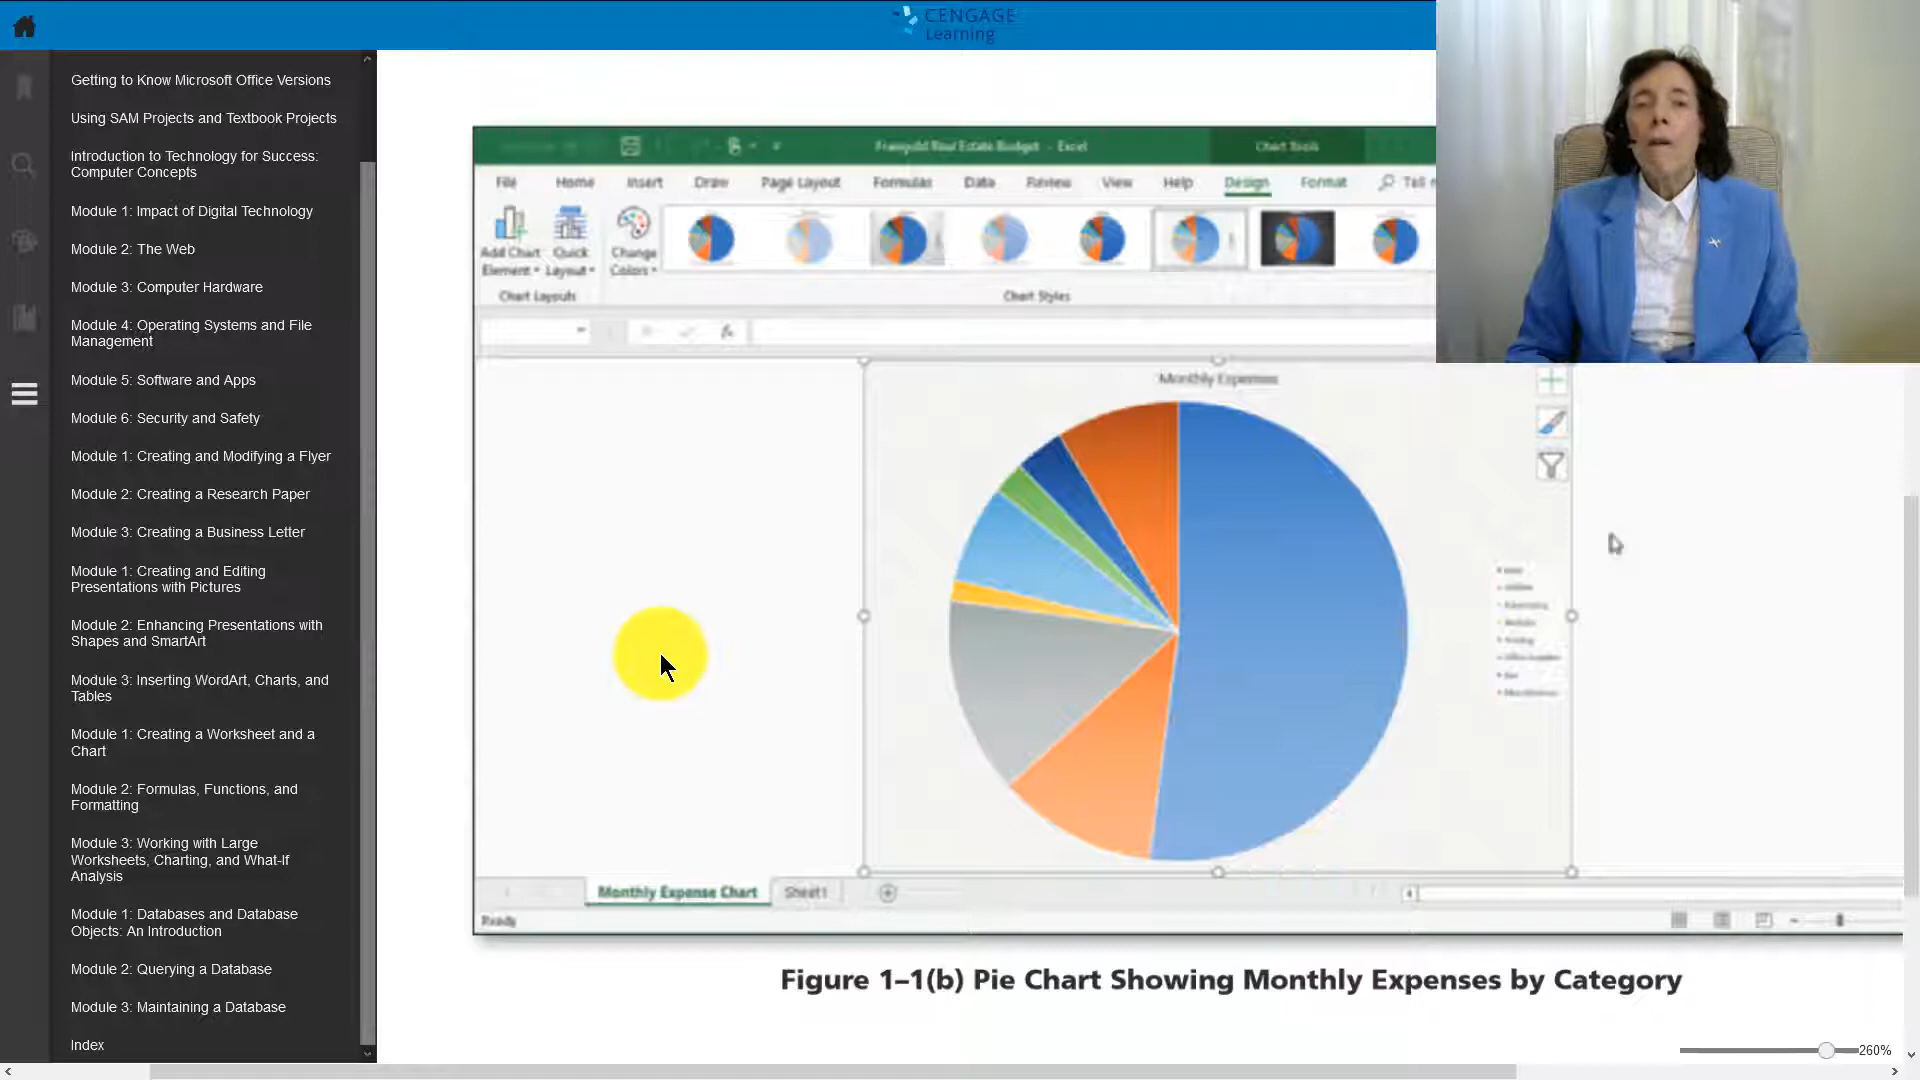 CENGAGE
Learning
Getting to Know Microsoft Office Versions
Using SAM Projects and Textbook Projects
Introduction to Technology for Success:
Computer Concepts
Module 1: Impact of Digital Technology
Module 2: The Web
Module 3: Computer Hardware
Module 4: Operating Systems and File
Management
Module 5: Software and Apps
Module 6: Security and Safety
Module 1: Creating and Modifying a Flyer
Module 2: Creating a Research Paper
Module 3: Creating a Business Letter
Module 1: Creating and Editing
Presentations with Pictures
Module 2: Enhancing Presentations with
Shapes and SmartArt
Module 3: Inserting WordArt, Charts, and
Tables
Module 1: Creating a Worksheet and a
Chart
Module 2: Formulas, Functions, and
Formatting
Module 3: Working with Large
Worksheets, Charting, and What-If
Analysis
Module 1: Databases and Database
Objects: An Introduction
Module 2: Querying a Database
Module 3: Maintaining a Database
Index
Real Estate Budget - Excel
Chart Tools
File Home Insert Draw Page Layout Formulas Data Review View Help Design Format Tell
Add Chart Quick Change
Element Layout Colors
Chart Layouts
Chart Styles
fx
Monthly Expenses
Monthly Expense Chart Sheet1
Ready
Figure 1–1(b) Pie Chart Showing Monthly Expenses by Category
260%